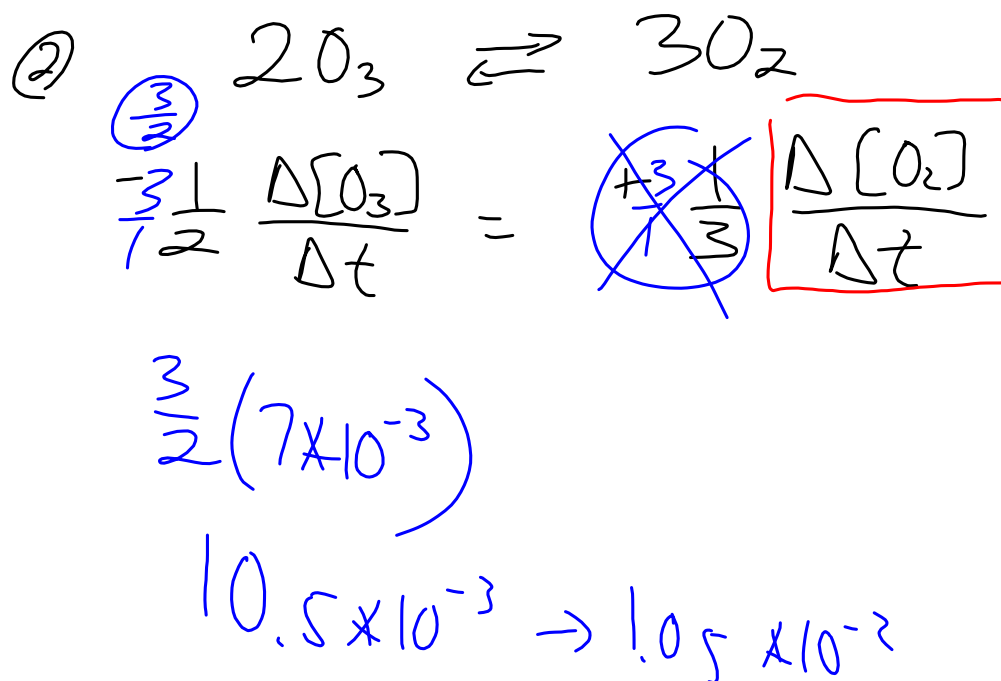 ② 2O₃ ⇌ 3O₂
3/2
-3/1 1/2 Δ[O₃]/Δt = +3/1 1/3 Δ[O₂]/Δt
3/2 (7×10⁻³)
10.5×10⁻³ → 1.05×10⁻²